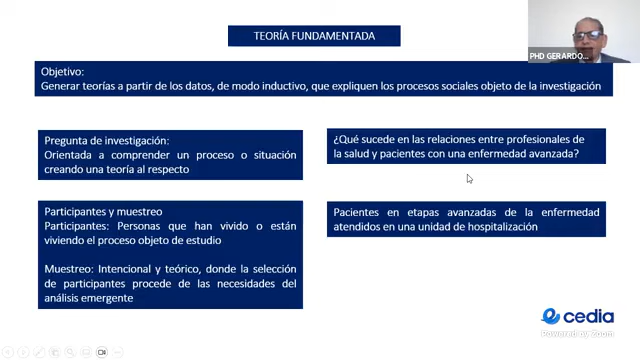 TEORÍA FUNDAMENTADA
PHD GERARDO...
Objetivo:
Generar teorías a partir de los datos, de modo inductivo, que expliquen los procesos sociales objeto de la investigación
Pregunta de investigación:
Orientada a comprender un proceso o situación
creando una teoría al respecto
¿Qué sucede en las relaciones entre profesionales de
la salud y pacientes con una enfermedad avanzada?
Participantes y muestreo
Participantes: Personas que han vivido o están
viviendo el proceso objeto de estudio
Muestreo: Intencional y teórico, donde la selección
de participantes procede de las necesidades del
análisis emergente
Pacientes en etapas avanzadas de la enfermedad
atendidos en una unidad de hospitalización
cedia
Powered by Zoom